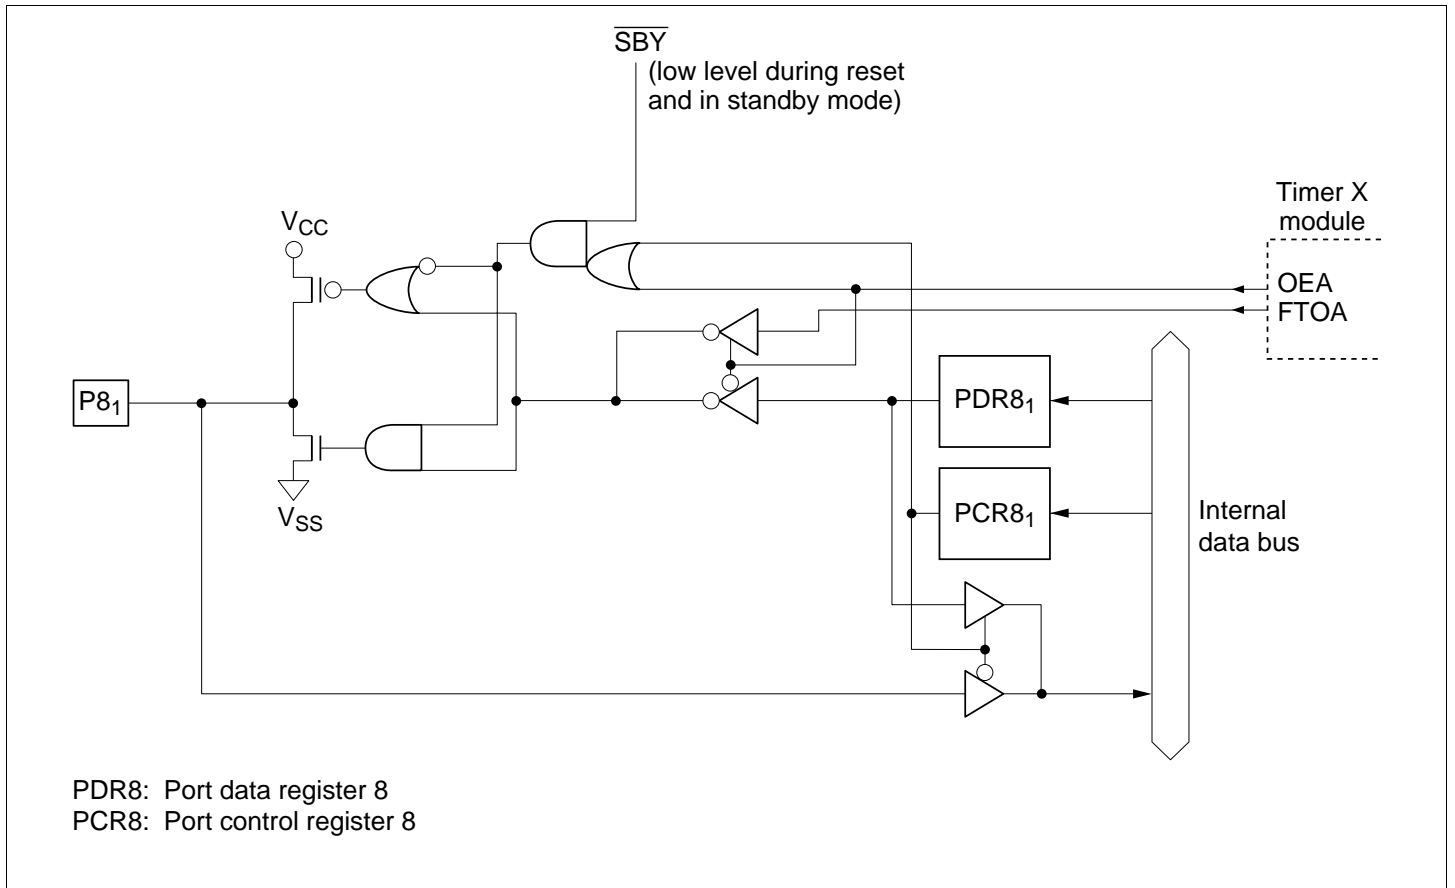 SBY
(low level during reset
and in standby mode)
Timer X
module
VCC
OEA
FTOA
P81
PDR81
PCR81
VSS
Internal
data bus
PDR8: Port data register 8
PCR8: Port control register 8